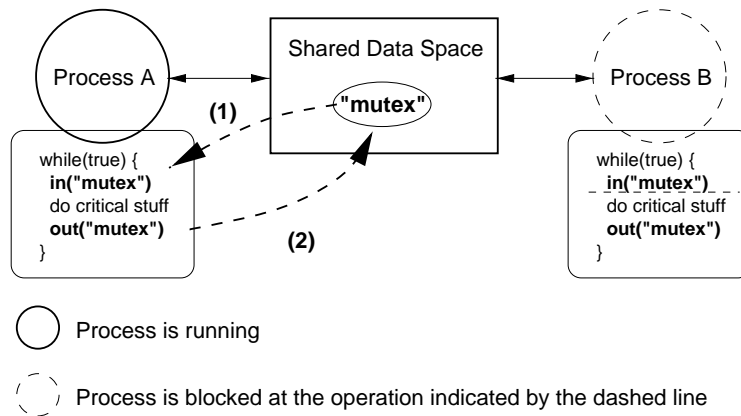 Process A
Shared Data Space
"mutex"
Process B
(1)
while(true) {
in("mutex")
do critical stuff
out("mutex")
}
(2)
while(true) {
in("mutex")
do critical stuff
out("mutex")
}
Process is running
Process is blocked at the operation indicated by the dashed line